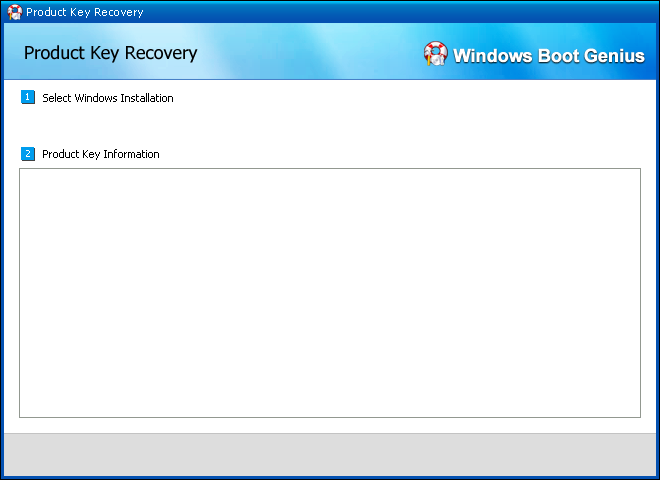 Product Key Recovery
Product Key Recovery
Windows Boot Genius
1 Select Windows Installation
2 Product Key Information